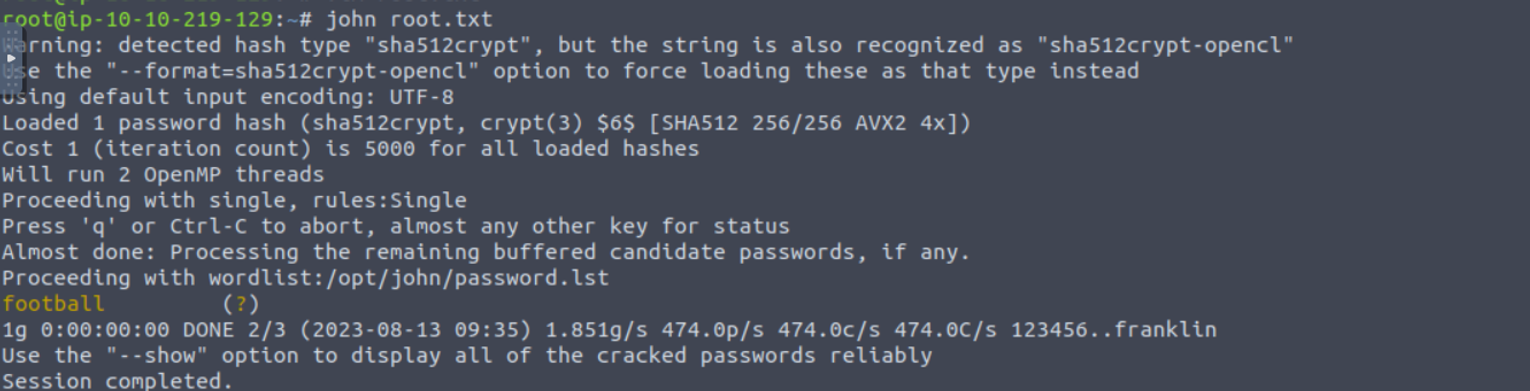 root@ip-10-10-219-129:~# john root.txt
Warning: detected hash type "sha512crypt", but the string is also recognized as "sha512crypt-opencl"
Use the "--format=sha512crypt-opencl" option to force loading these as that type instead
Using default input encoding: UTF-8
Loaded 1 password hash (sha512crypt, crypt(3) $6$ [SHA512 256/256 AVX2 4x])
Cost 1 (iteration count) is 5000 for all loaded hashes
Will run 2 OpenMP threads
Proceeding with single, rules:Single
Press 'q' or Ctrl-C to abort, almost any other key for status
Almost done: Processing the remaining buffered candidate passwords, if any.
Proceeding with wordlist:/opt/john/password.lst
football         (?)
1g 0:00:00:00 DONE 2/3 (2023-08-13 09:35) 1.851g/s 474.0p/s 474.0c/s 474.0C/s 123456..franklin
Use the "--show" option to display all of the cracked passwords reliably
Session completed.